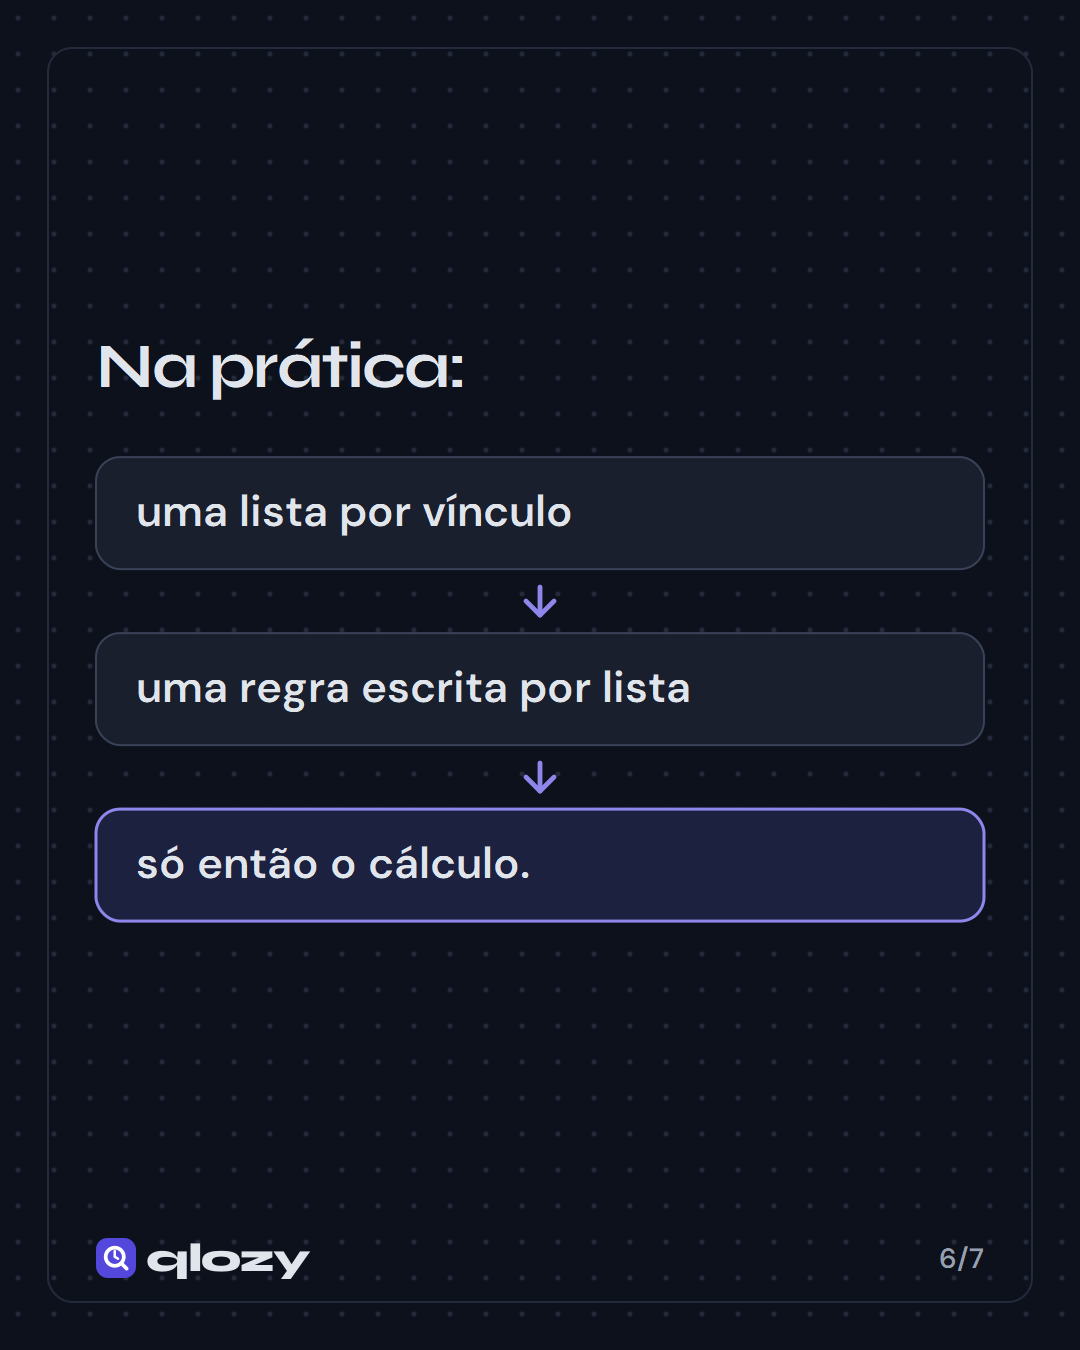 Na prática:
uma lista por vínculo
uma regra escrita por lista
só então o cálculo.
qlozy
6/7